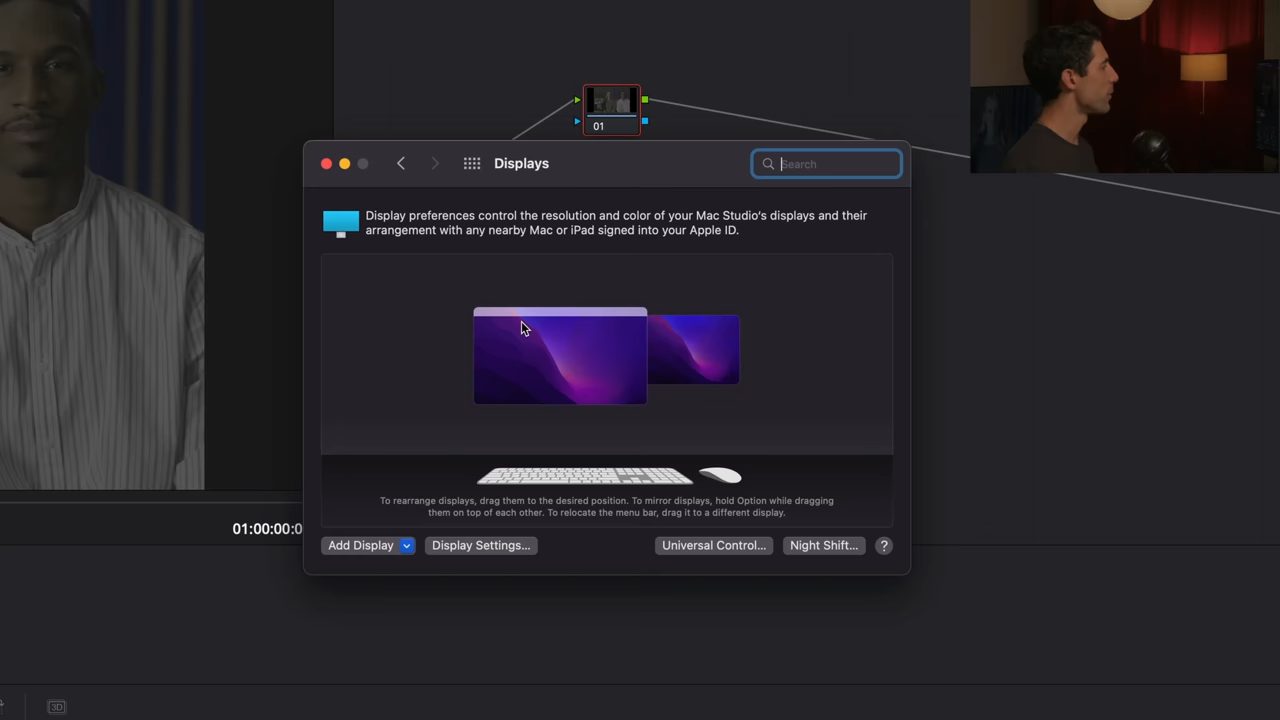 01
Displays
Search
Display preferences control the resolution and color of your Mac Studio's displays and their
arrangement with any nearby Mac or iPad signed into your Apple ID.
To rearrange displays, drag them to the desired position. To mirror displays, hold Option while dragging
them on top of each other. To relocate the menu bar, drag it to a different display.
01:00:00:0
Add Display
Display Settings...
Universal Control...
Night Shift...
?
3D